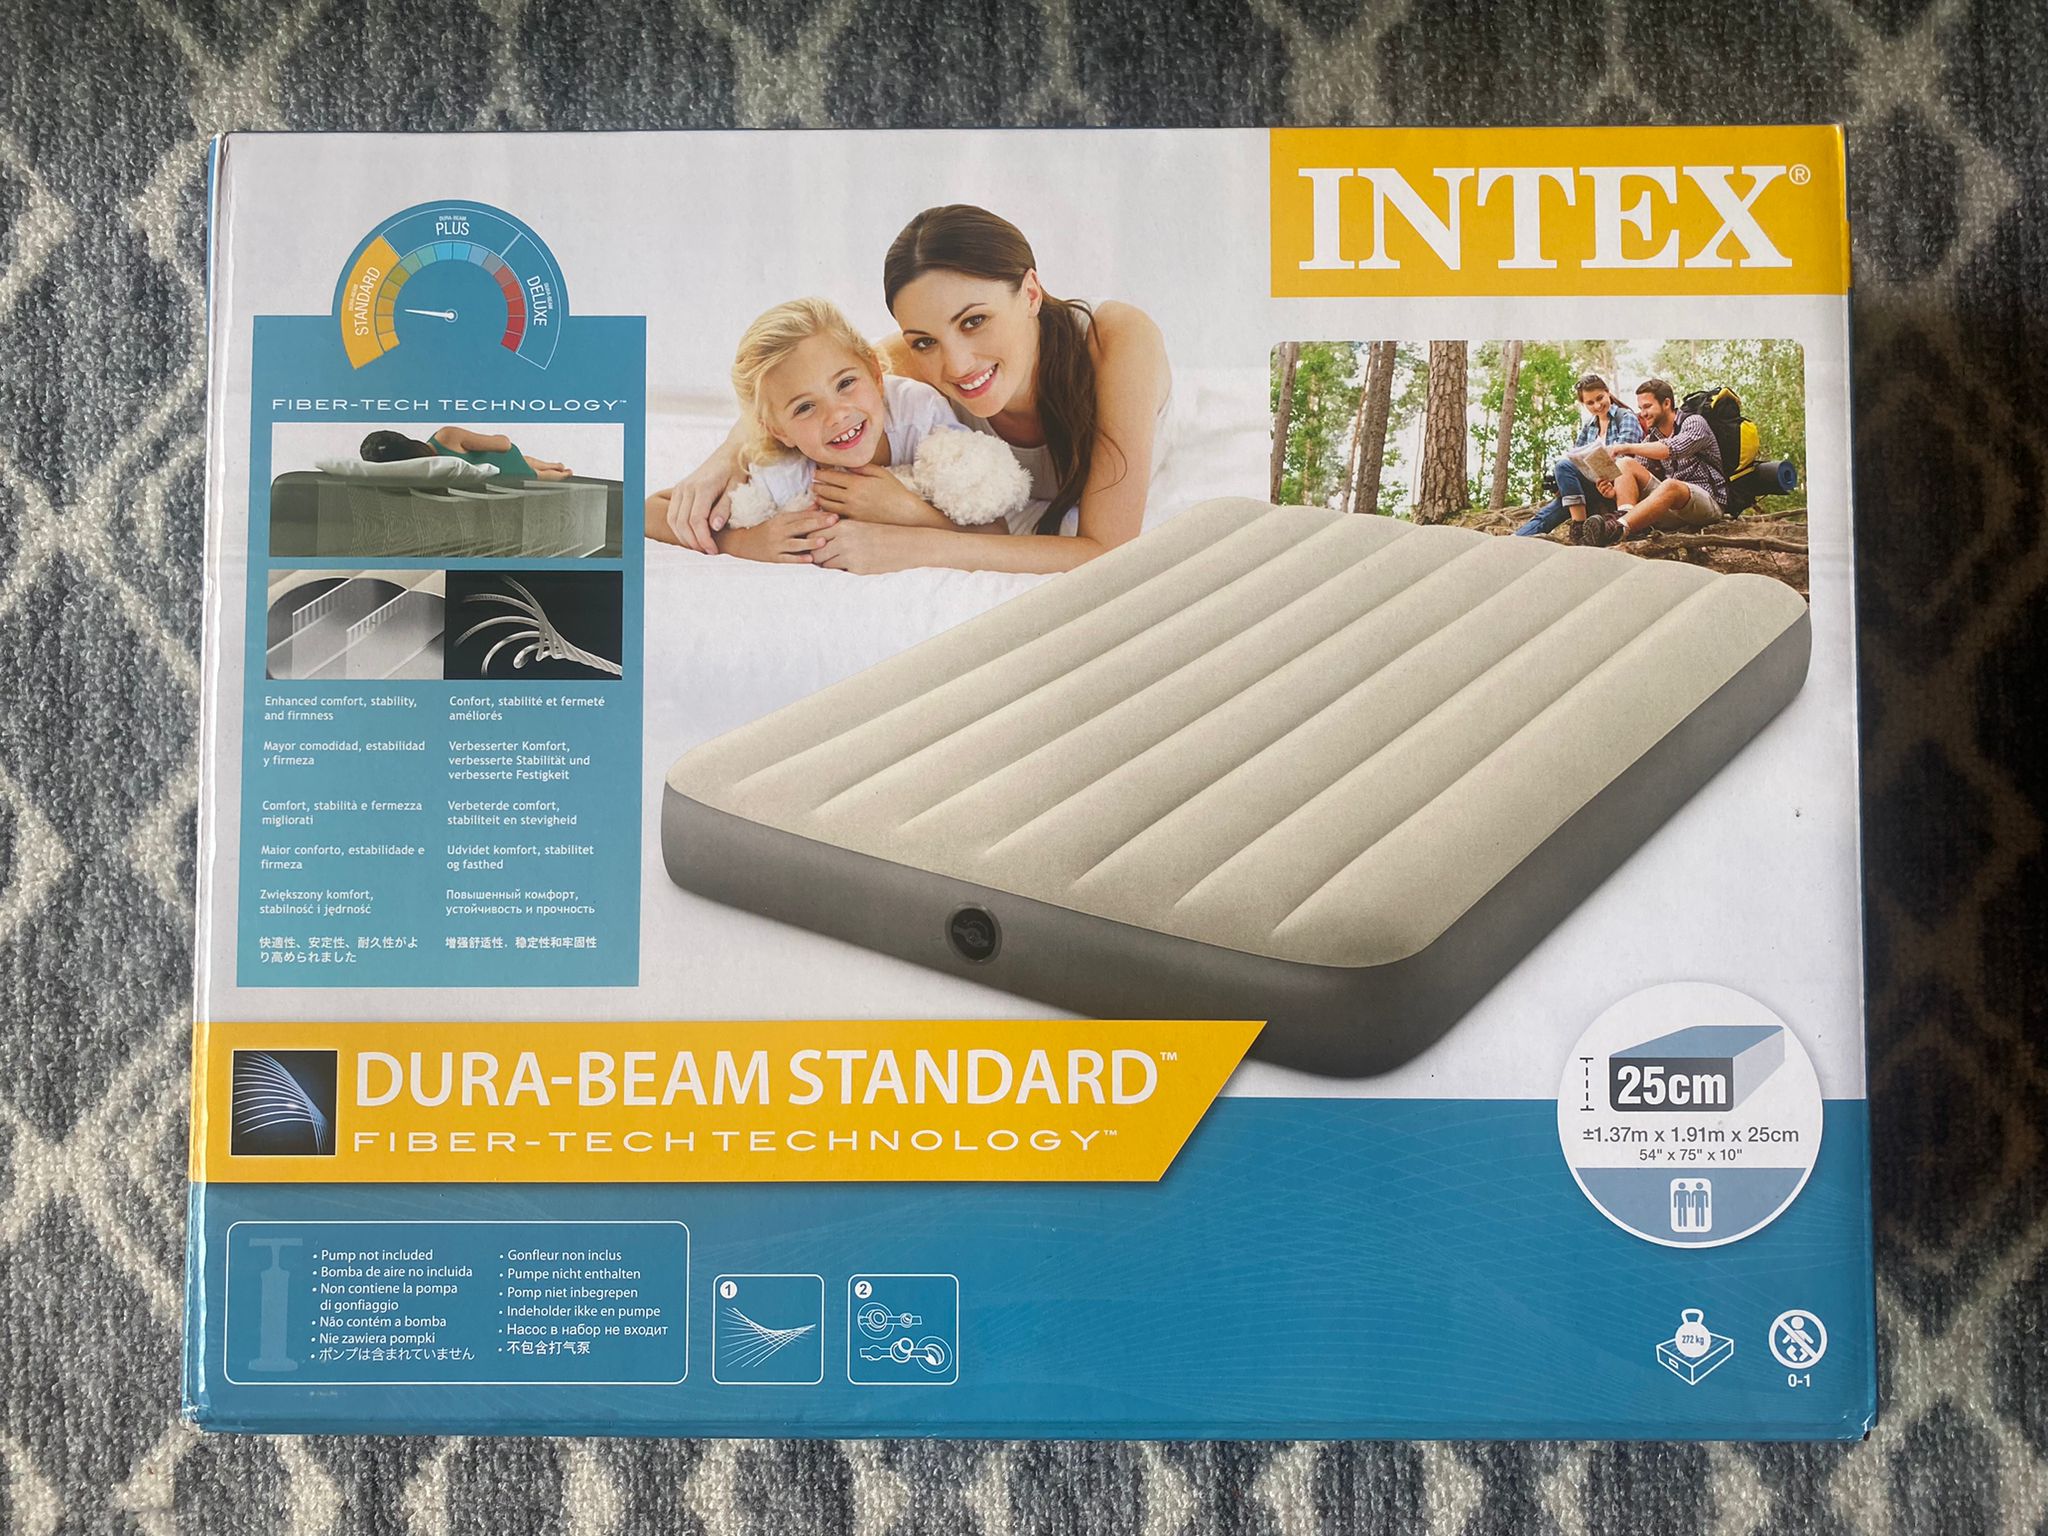 INTEX®
DURA-BEAM
STANDARD
DURA-BEAM
PLUS
DURA-BEAM
DELUXE
FIBER-TECH TECHNOLOGY™
Enhanced comfort, stability,
and firmness
Mayor comodidad, estabilidad
y firmeza
Comfort, stabilità e fermezza
migliorati
Maior conforto, estabilidade e
firmeza
Zwiększony komfort,
stabilność i jędrność
快適性、安定性、耐久性がよ
り高められました
Confort, stabilité et fermeté
améliorés
Verbesserter Komfort,
verbesserte Stabilität und
verbesserte Festigkeit
Verbeterde comfort,
stabiliteit en stevigheid
Udvidet komfort, stabilitet
og fasthed
Повышенный комфорт,
устойчивость и прочность
增强舒适性．稳定性和牢固性
DURA-BEAM STANDARD™
FIBER-TECH TECHNOLOGY™
25cm
±1.37m x 1.91m x 25cm
54" x 75" x 10"
• Pump not included
• Bomba de aire no incluida
• Non contiene la pompa
di gonfiaggio
• Não contém a bomba
• Nie zawiera pompki
• ポンプは含まれていません
• Gonfleur non inclus
• Pumpe nicht enthalten
• Pomp niet inbegrepen
• Indeholder ikke en pumpe
• Насос в набор не входит
• 不包含打气泵
1
2
272 kg
0-1